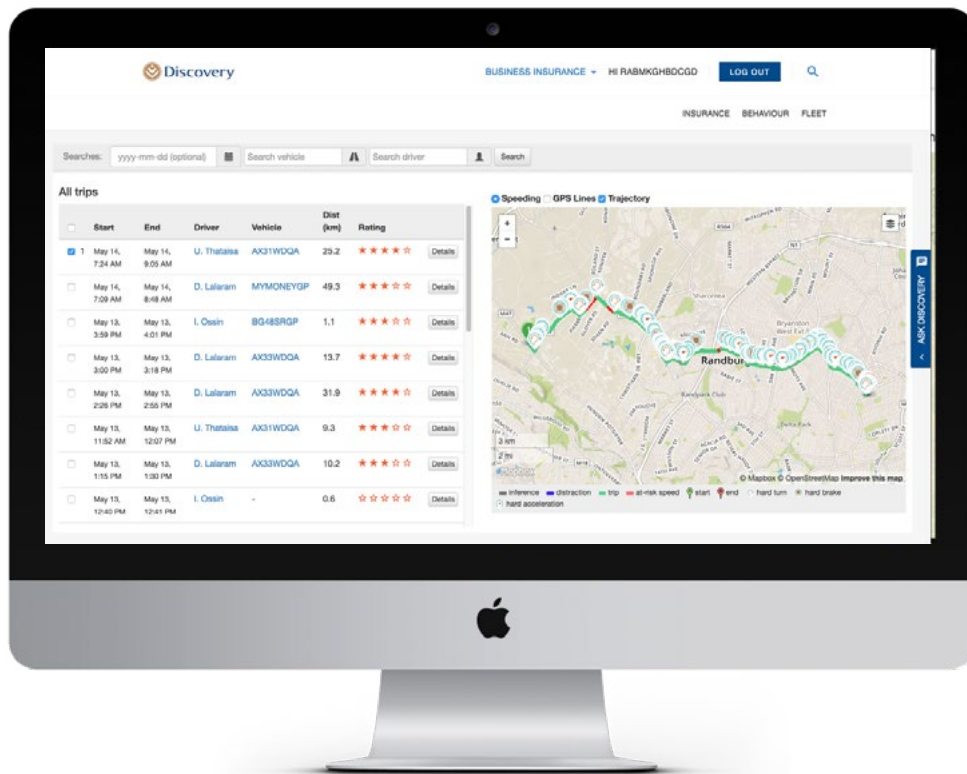 Discovery
BUSINESS INSURANCE HI RABMKGHBDCGD LOG OUT
INSURANCE BEHAVIOUR FLEET
Searches: yyyy-mm-dd (optional) Search vehicle Search driver Search
All trips
Speeding GPS Lines Trajectory
Start End Driver Vehicle Dist (km) Rating
1 May 14, 7:24 AM May 14, 9:05 AM U. Thataisa AX31WDQA 25.2 Details
May 14, 7:09 AM May 14, 8:48 AM D. Lalaram MYMONEYGP 49.3 Details
May 13, 3:59 PM May 13, 4:01 PM I. Ossin BG48SRGP 1.1 Details
May 13, 3:00 PM May 13, 3:18 PM D. Lalaram AX33WDQA 13.7 Details
May 13, 2:26 PM May 13, 2:55 PM D. Lalaram AX33WDQA 31.9 Details
May 13, 11:52 AM May 13, 12:07 PM U. Thataisa AX31WDQA 9.3 Details
May 13, 1:15 PM May 13, 1:30 PM D. Lalaram AX33WDQA 10.2 Details
May 13, 12:40 PM May 13, 12:41 PM I. Ossin - 0.6 Details
+
-
R564
N1
Sharonlea
Bryanston West Ext
Randbur
Randpark Club
Delta Park
3 km
2 mi
© Mapbox © OpenStreetMap Improve this map
inference distraction trip at-risk speed start end hard turn hard brake
hard acceleration
ASK DISCOVERY